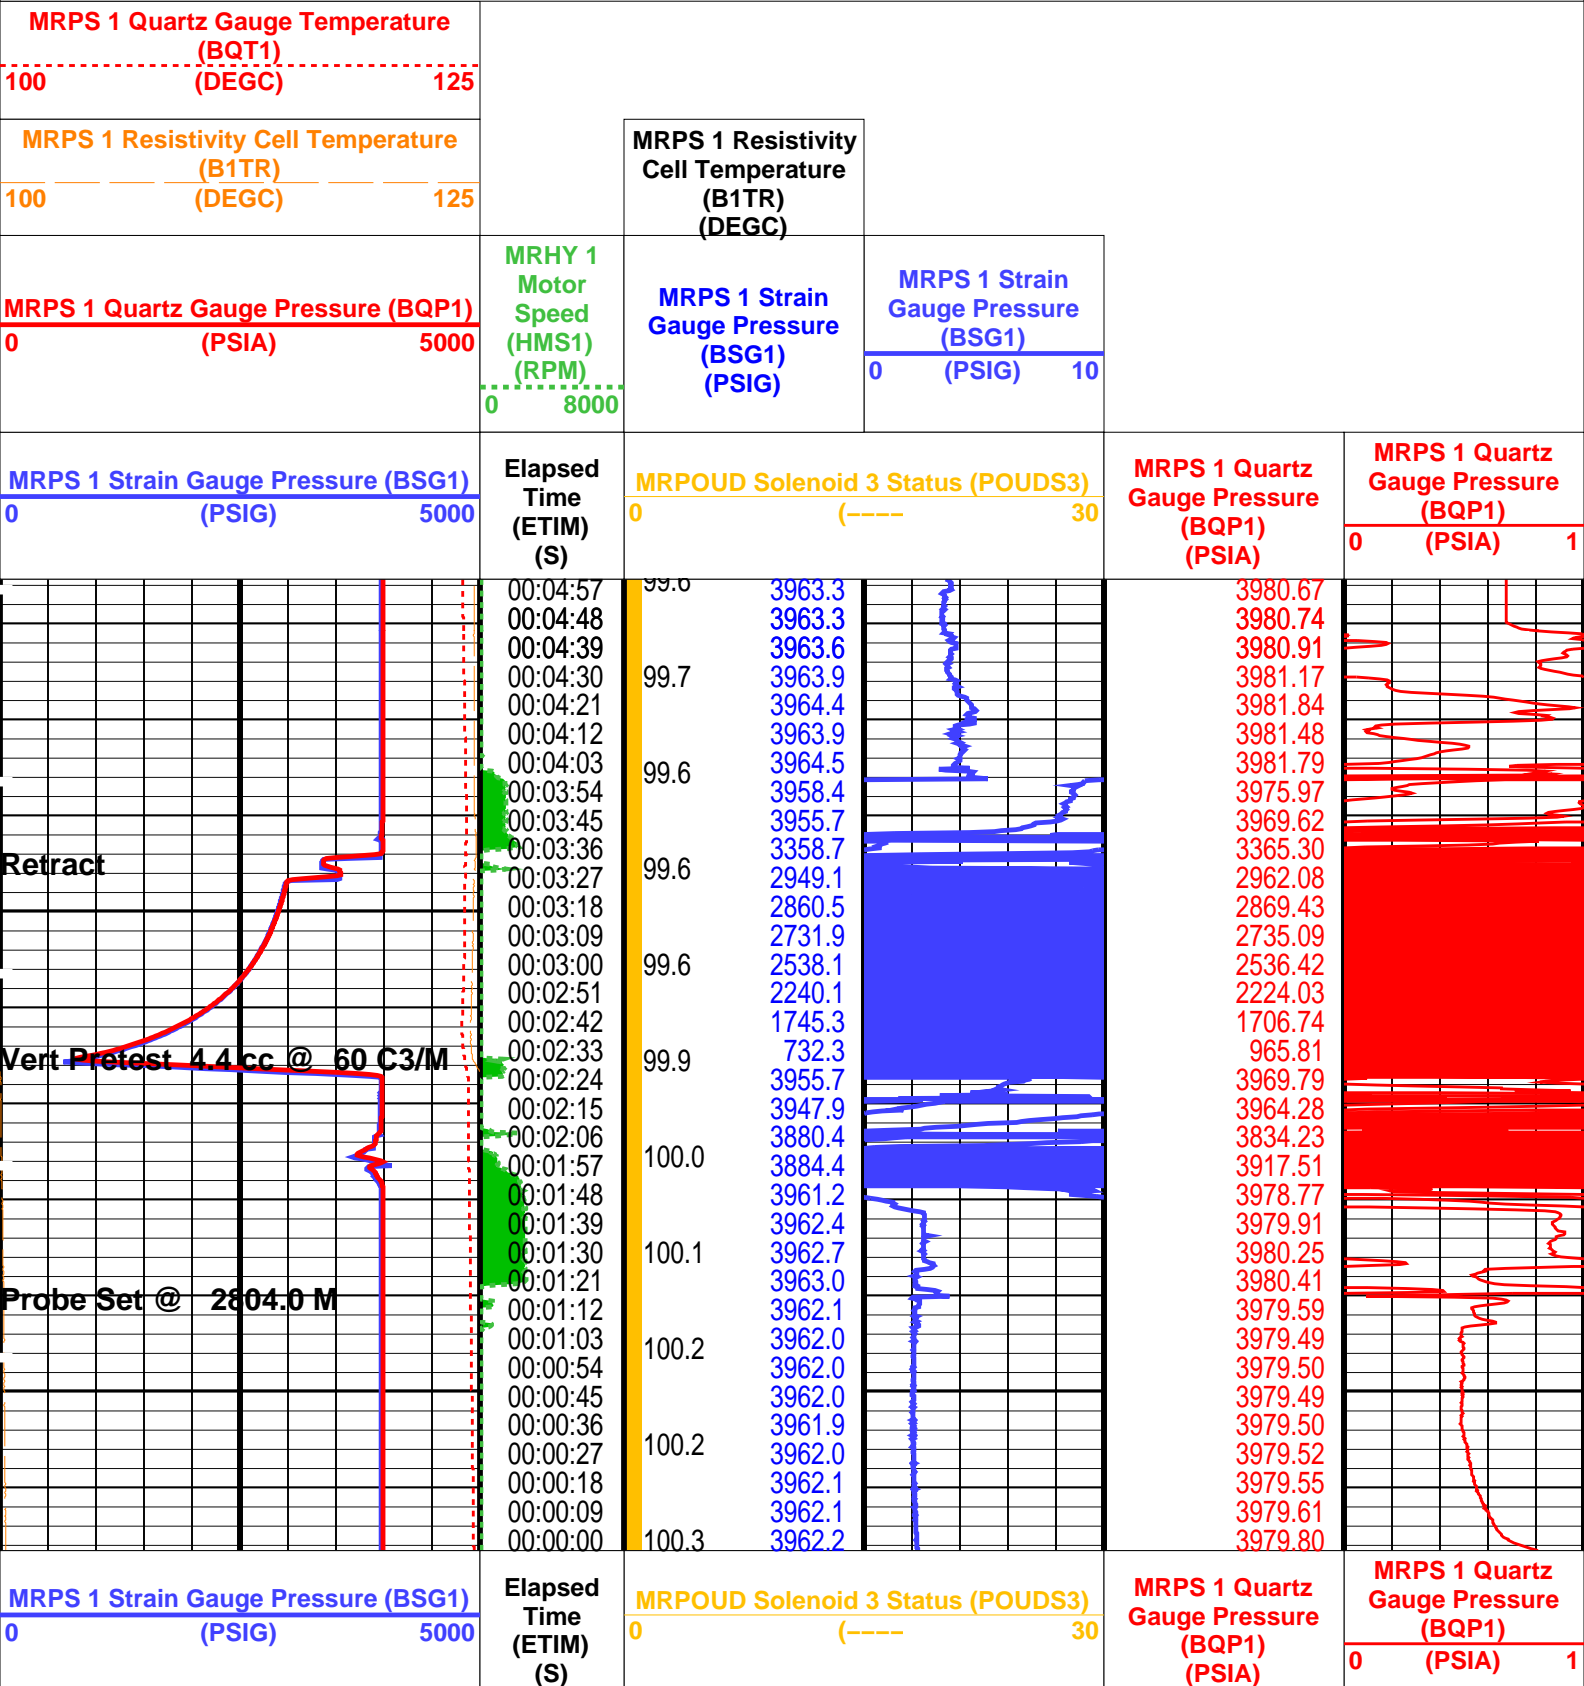 MRPS 1 Quartz Gauge Temperature
(BQT1)
100 (DEGC) 125
MRPS 1 Resistivity Cell Temperature
(B1TR)
100 (DEGC) 125
MRPS 1 Resistivity
Cell Temperature
(B1TR)
(DEGC)
MRPS 1 Quartz Gauge Pressure (BQP1)
0 (PSIA) 5000
MRHY 1
Motor
Speed
(HMS1)
(RPM)
0 8000
MRPS 1 Strain
Gauge Pressure
(BSG1)
(PSIG)
MRPS 1 Strain
Gauge Pressure
(BSG1)
0 (PSIG) 10
MRPS 1 Strain Gauge Pressure (BSG1)
0 (PSIG) 5000
Elapsed
Time
(ETIM)
(S)
MRPOUD Solenoid 3 Status (POUDS3)
0 (---- 30
MRPS 1 Quartz
Gauge Pressure
(BQP1)
(PSIA)
MRPS 1 Quartz
Gauge Pressure
(BQP1)
0 (PSIA) 1
00:04:57 99.6 3963.3 3980.67
00:04:48 3963.3 3980.74
00:04:39 3963.6 3980.91
00:04:30 99.7 3963.9 3981.17
00:04:21 3964.4 3981.84
00:04:12 3963.9 3981.48
00:04:03 3964.5 3981.79
99.6
00:03:54 3958.4 3975.97
00:03:45 3955.7 3969.62
00:03:36 3358.7 3365.30
Retract 99.6
00:03:27 2949.1 2962.08
00:03:18 2860.5 2869.43
00:03:09 2731.9 2735.09
00:03:00 99.6 2538.1 2536.42
00:02:51 2240.1 2224.03
00:02:42 1745.3 1706.74
00:02:33 732.3 965.81
Vert Pretest 4.4 cc @ 60 C3/M 99.9
00:02:24 3955.7 3969.79
00:02:15 3947.9 3964.28
00:02:06 3880.4 3834.23
00:01:57 100.0 3884.4 3917.51
00:01:48 3961.2 3978.77
00:01:39 3962.4 3979.91
00:01:30 100.1 3962.7 3980.25
00:01:21 3963.0 3980.41
Probe Set @ 2804.0 M
00:01:12 3962.1 3979.59
00:01:03 3962.0 3979.49
100.2
00:00:54 3962.0 3979.50
00:00:45 3962.0 3979.49
00:00:36 3961.9 3979.50
00:00:27 100.2 3962.0 3979.52
00:00:18 3962.1 3979.55
00:00:09 3962.1 3979.61
00:00:00 100.3 3962.2 3979.80
MRPS 1 Strain Gauge Pressure (BSG1)
0 (PSIG) 5000
Elapsed
Time
(ETIM)
(S)
MRPOUD Solenoid 3 Status (POUDS3)
0 (---- 30
MRPS 1 Quartz
Gauge Pressure
(BQP1)
(PSIA)
MRPS 1 Quartz
Gauge Pressure
(BQP1)
0 (PSIA) 1